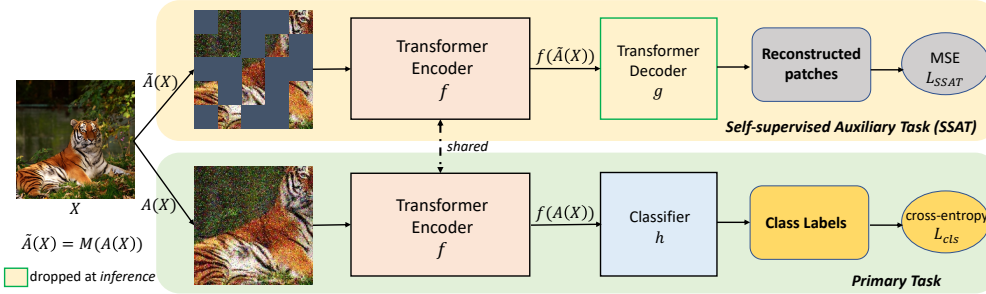 Ã(X)
Transformer
Encoder
f
f(Ã(X))
Transformer
Decoder
g
Reconstructed
patches
MSE
L_SSAT
Self-supervised Auxiliary Task (SSAT)
shared
X
Ã(X) = M(A(X))
dropped at inference
A(X)
Transformer
Encoder
f
f(A(X))
Classifier
h
Class Labels
cross-entropy
L_cls
Primary Task